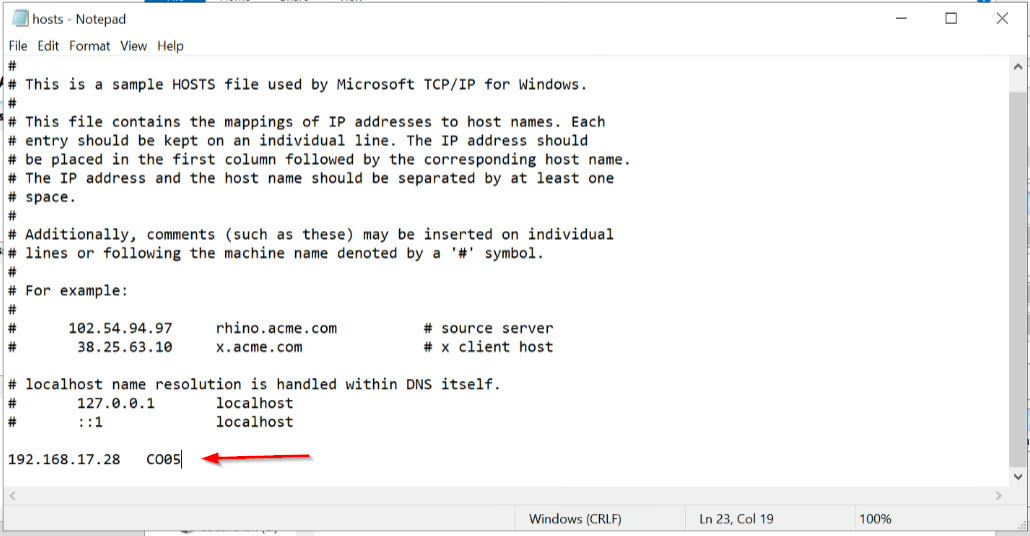 hosts - Notepad
File Edit Format View Help
#
# This is a sample HOSTS file used by Microsoft TCP/IP for Windows.
#
# This file contains the mappings of IP addresses to host names. Each
# entry should be kept on an individual line. The IP address should
# be placed in the first column followed by the corresponding host name.
# The IP address and the host name should be separated by at least one
# space.
#
# Additionally, comments (such as these) may be inserted on individual
# lines or following the machine name denoted by a '#' symbol.
#
# For example:
#
#      102.54.94.97     rhino.acme.com          # source server
#       38.25.63.10     x.acme.com              # x client host

# localhost name resolution is handled within DNS itself.
#       127.0.0.1       localhost
#       ::1             localhost

192.168.17.28   CO05
Windows (CRLF) Ln 23, Col 19 100%